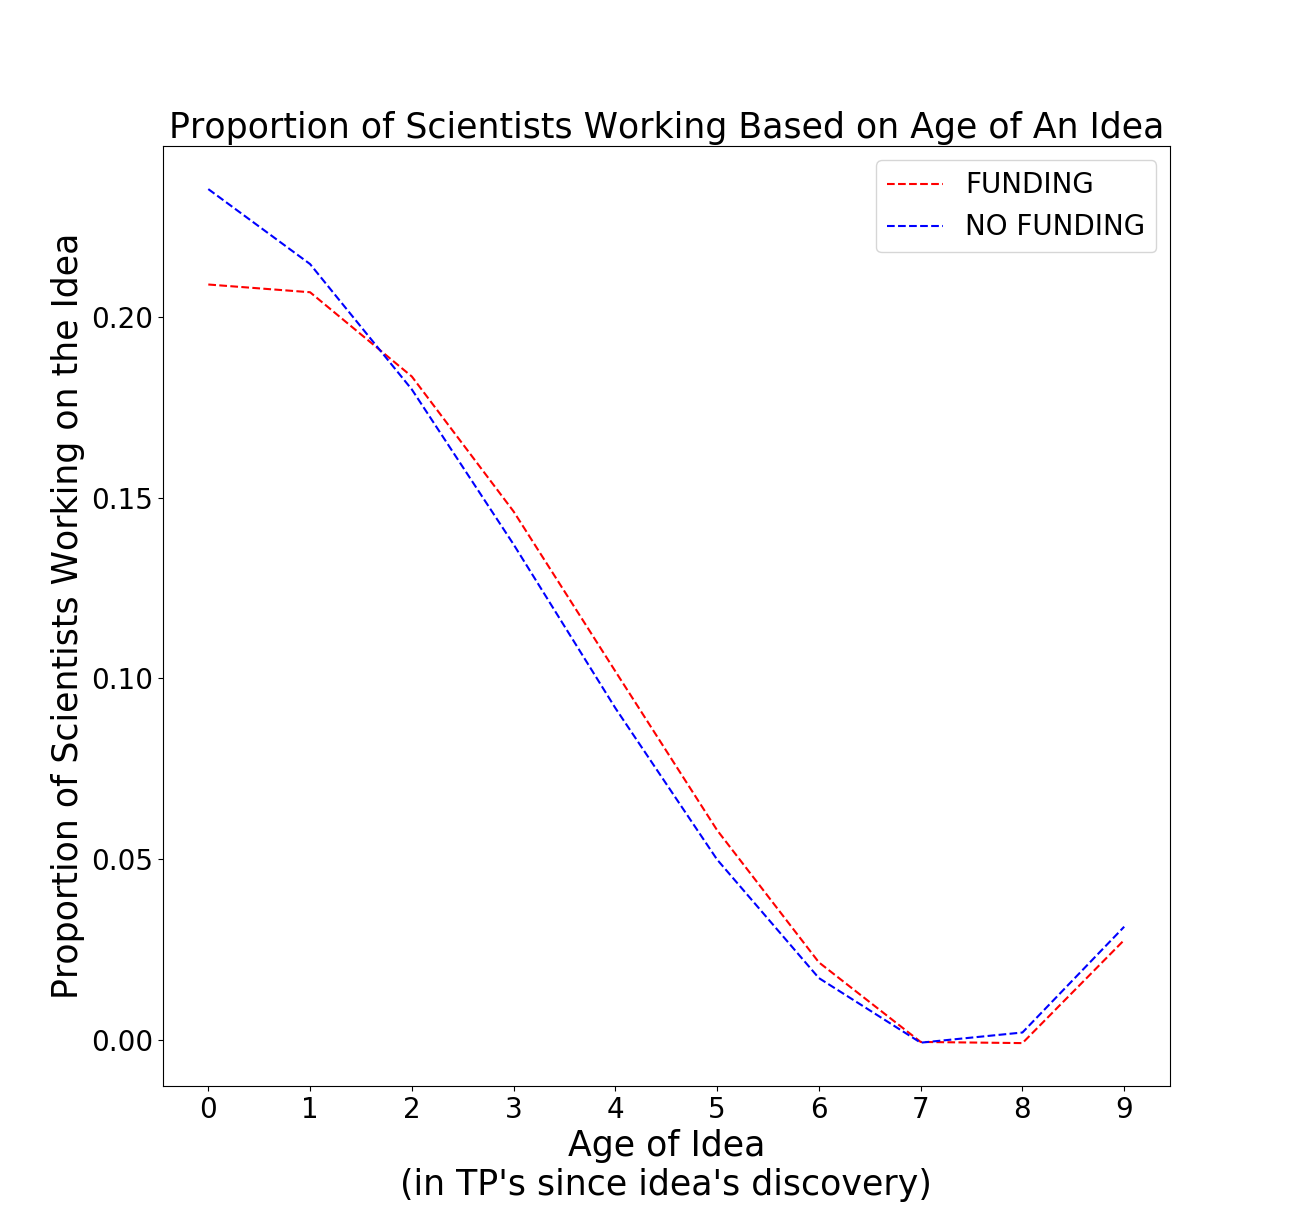 Proportion of Scientists Working Based on Age of An Idea
FUNDING
NO FUNDING
Proportion of Scientists Working on the Idea
0.20
0.15
0.10
0.05
0.00
0 1 2 3 4 5 6 7 8 9
Age of Idea
(in TP's since idea's discovery)